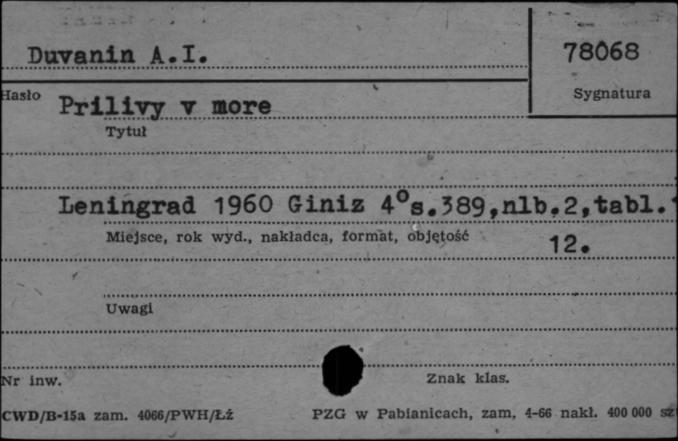 Duvanin A.I.
78068
Hasło
Sygnatura
Prilivy v more
Tytuł
Leningrad 1960 Giniz 4°s.389,nlb.2,tabl.1
Miejsce, rok wyd., nakładca, format, objętość
12.
Uwagi
Nr inw.
Znak klas.
CWD/B-15a zam. 4066/PWH/Łź
PZG w Pabianicach, zam, 4-66 nakł. 400 000 szt